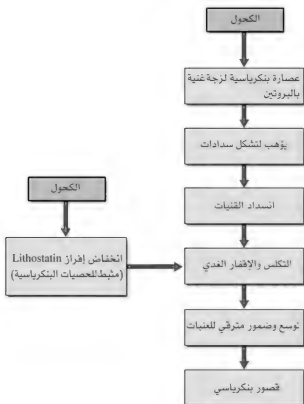 الكحول
عصارة بنكرياسية لزجة غنية
بالبروتين
يؤهب لتشكل سدادات
انسداد القنيات
الكحول
انخفاض إفراز Lithostatin
(مثبط للحصيات البنكرياسية)
التكلس والإقفار الغدي
توسع وضمور مترقي للعنبات
قصور بنكرياسي